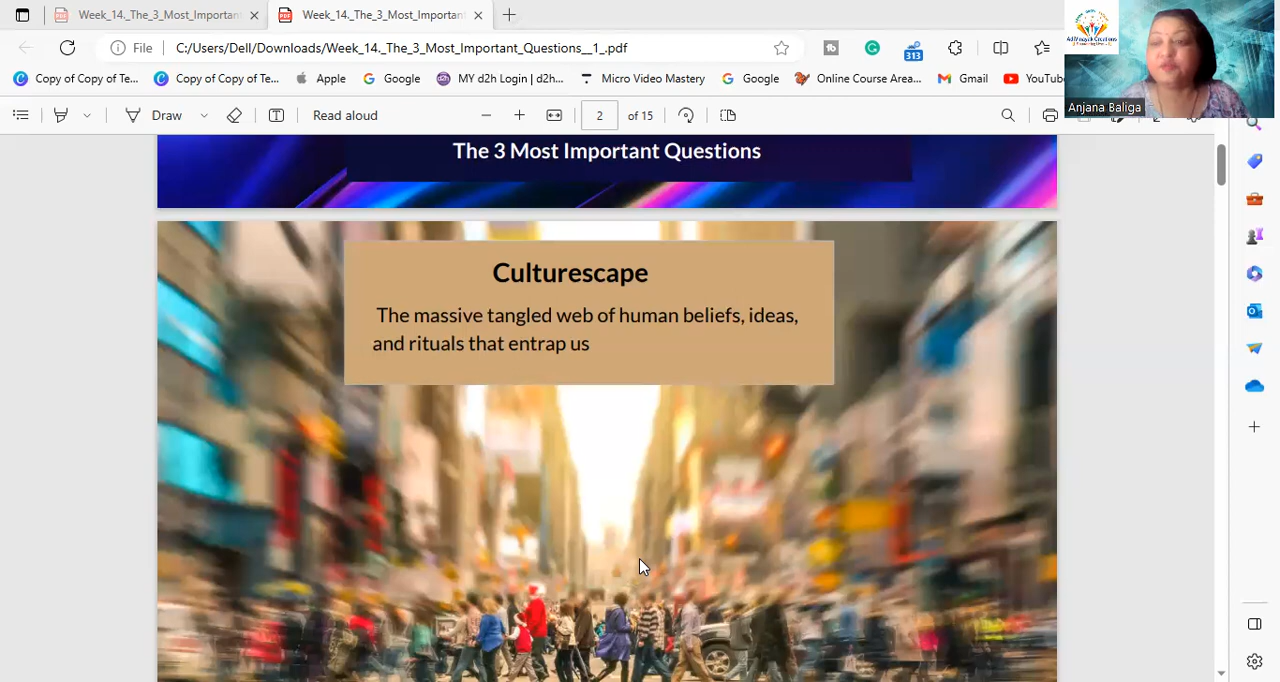 Week_14._The_3_Most_Important
Week_14._The_3_Most_Important
File C:/Users/Dell/Downloads/Week_14._The_3_Most_Important_Questions__1_.pdf
313
Copy of Copy of Te... Copy of Copy of Te... Apple Google MY d2h Login | d2h... Micro Video Mastery Google Online Course Area... Gmail YouTub
Anjana Baliga
Draw Read aloud 2 of 15
The 3 Most Important Questions
Culturescape
The massive tangled web of human beliefs, ideas,
and rituals that entrap us